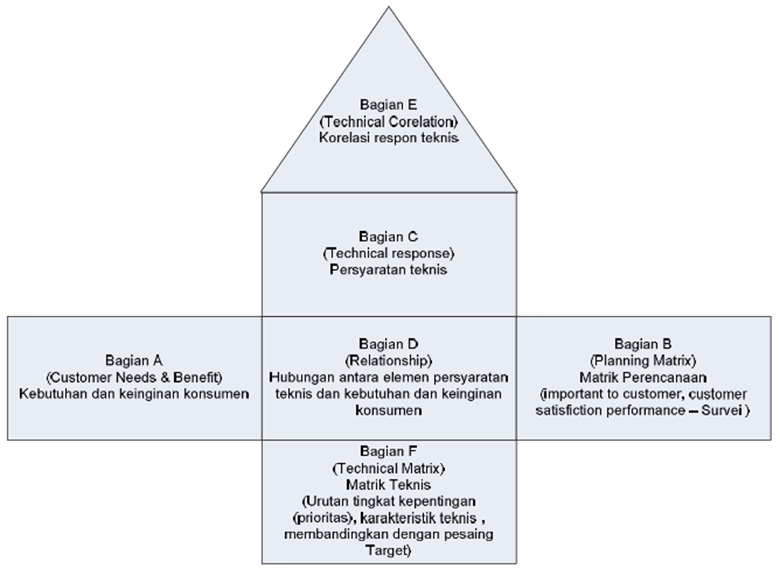 Bagian E
(Technical Corelation)
Korelasi respon teknis
Bagian C
(Technical response)
Persyaratan teknis
Bagian A
(Customer Needs & Benefit)
Kebutuhan dan keinginan konsumen
Bagian D
(Relationship)
Hubungan antara elemen persyaratan
teknis dan kebutuhan dan keinginan
konsumen
Bagian B
(Planning Matrix)
Matrik Perencanaan
(important to customer, customer
satisfiction performance – Survei )
Bagian F
(Technical Matrix)
Matrik Teknis
(Urutan tingkat kepentingan
(prioritas), karakteristik teknis ,
membandingkan dengan pesaing
Target)